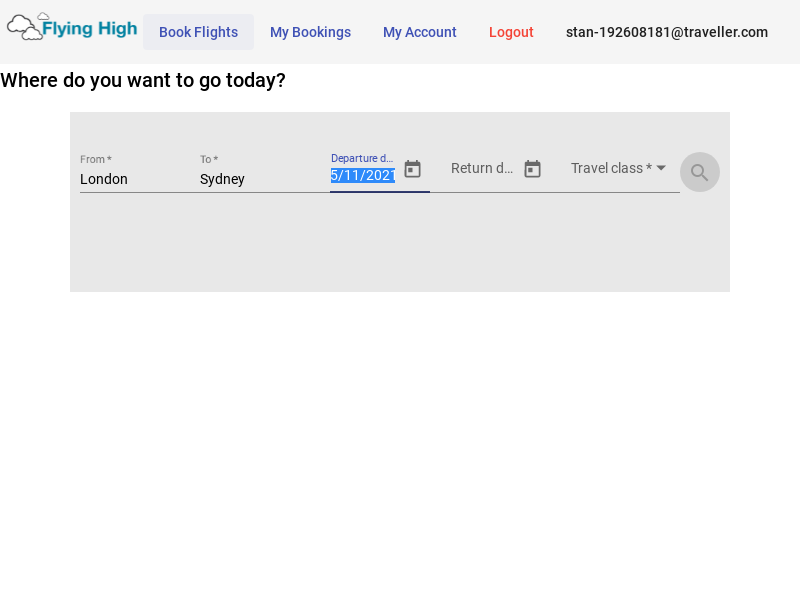 Flying High
Book Flights
My Bookings
My Account
Logout
stan-192608181@traveller.com
Where do you want to go today?
From *
London
To *
Sydney
Departure d...
5/11/2021
Return d...
Travel class *